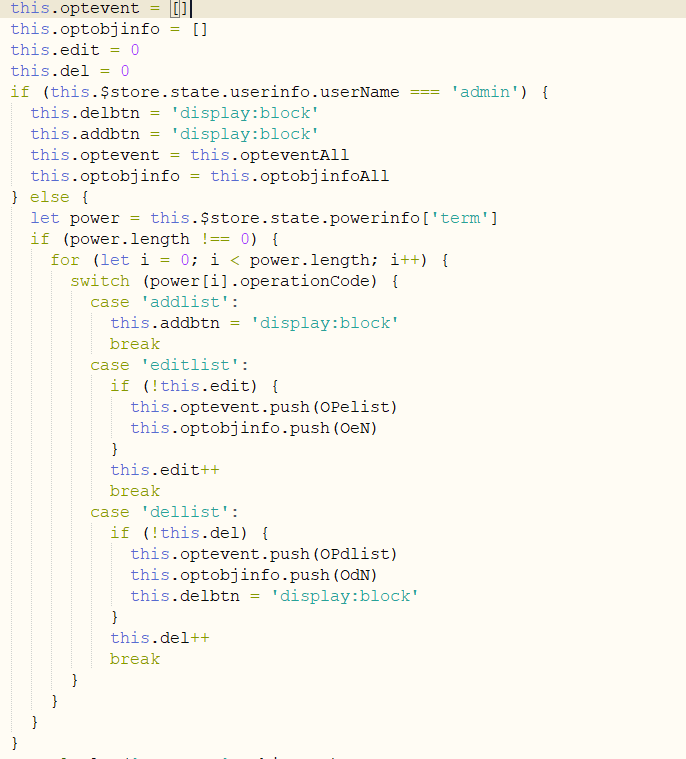 this.optevent = []
this.optobjinfo = []
this.edit = 0
this.del = 0
if (this.$store.state.userinfo.userName === 'admin') {
this.delbtn = 'display:block'
this.addbtn = 'display:block'
this.optevent = this.opteventAll
this.optobjinfo = this.optobjinfoAll
} else {
let power = this.$store.state.powerinfo['term']
if (power.length !== 0) {
for (let i = 0; i < power.length; i++) {
switch (power[i].operationCode) {
case 'addlist':
this.addbtn = 'display:block'
break
case 'editlist':
if (!this.edit) {
this.optevent.push(OPelist)
this.optobjinfo.push(OeN)
}
this.edit++
break
case 'dellist':
if (!this.del) {
this.optevent.push(OPdlist)
this.optobjinfo.push(OdN)
this.delbtn = 'display:block'
}
this.del++
break
}
}
}
}